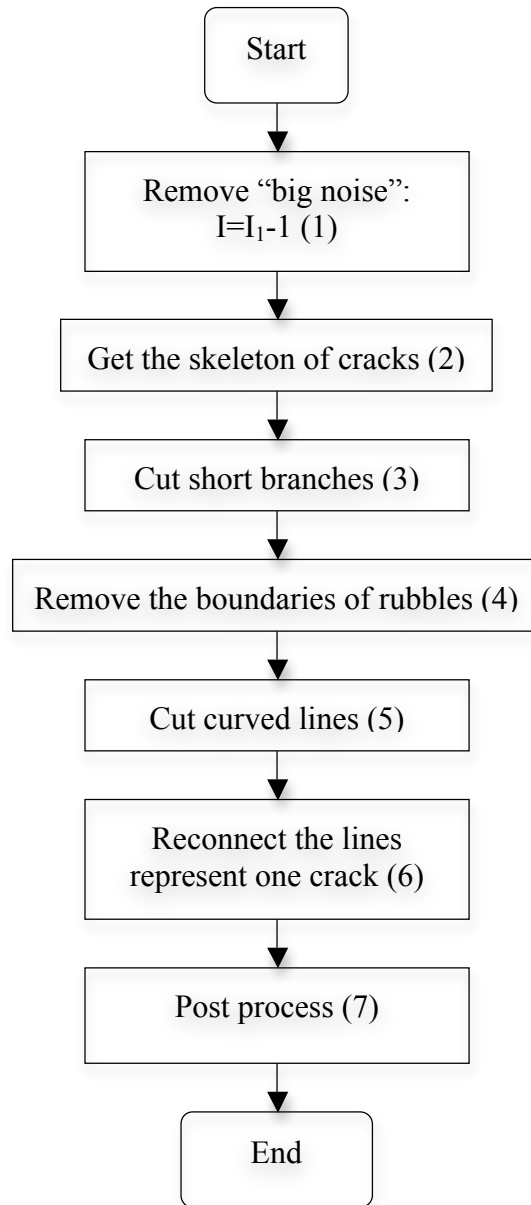 Start
Remove “big noise”:
I=I₁-1 (1)
Get the skeleton of cracks (2)
Cut short branches (3)
Remove the boundaries of rubbles (4)
Cut curved lines (5)
Reconnect the lines
represent one crack (6)
Post process (7)
End